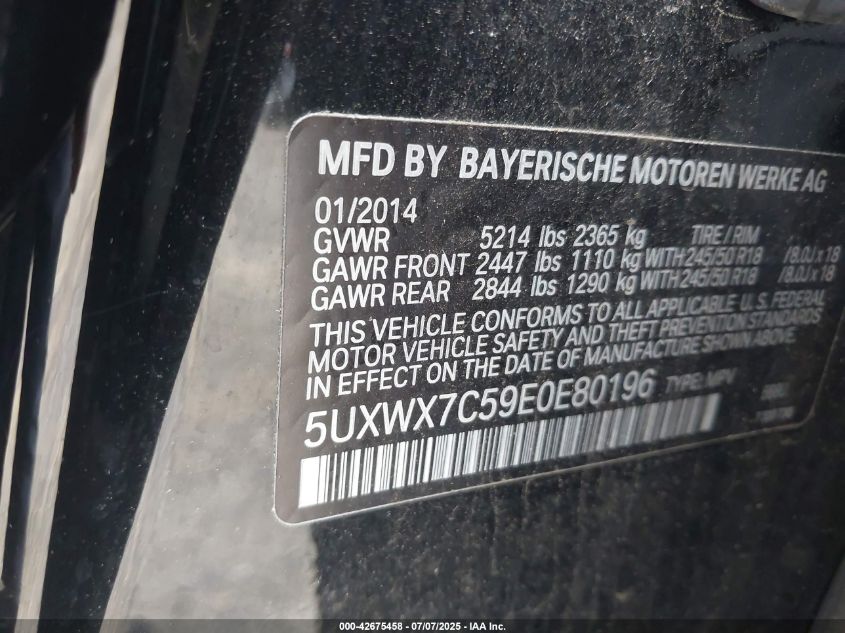 MFD BY BAYERISCHE MOTOREN WERKE AG
01/2014
GVWR 5214 lbs 2365 kg TIRE / RIM
GAWR FRONT 2447 lbs 1110 kg WITH 245/50 R18 /8.0J x 18
GAWR REAR 2844 lbs 1290 kg WITH 245/50 R18 /8.0J x 18
THIS VEHICLE CONFORMS TO ALL APPLICABLE U.S. FEDERAL
MOTOR VEHICLE SAFETY AND THEFT PREVENTION STANDARDS
IN EFFECT ON THE DATE OF MANUFACTURE SHOWN ABOVE.
5UXWX7C59E0E80196 TYPE: MPV
000-42675458 - 07/07/2025 - IAA Inc.